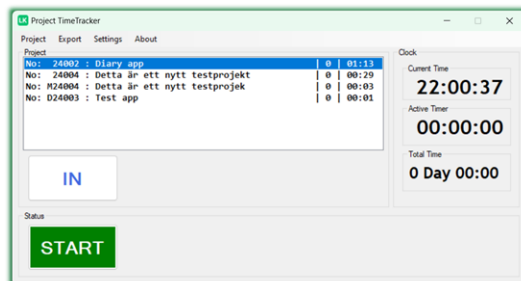 LK Project TimeTracker
Project Export Settings About
Project
No: 24002 : Diary app | 0 | 01:13
No: 24004 : Detta är ett nytt testprojekt | 0 | 00:29
No: M24004 : Detta är ett nytt testprojek | 0 | 00:03
No: D24003 : Test app | 0 | 00:01
IN
Clock
Current Time
22:00:37
Active Timer
00:00:00
Total Time
0 Day 00:00
Status
START